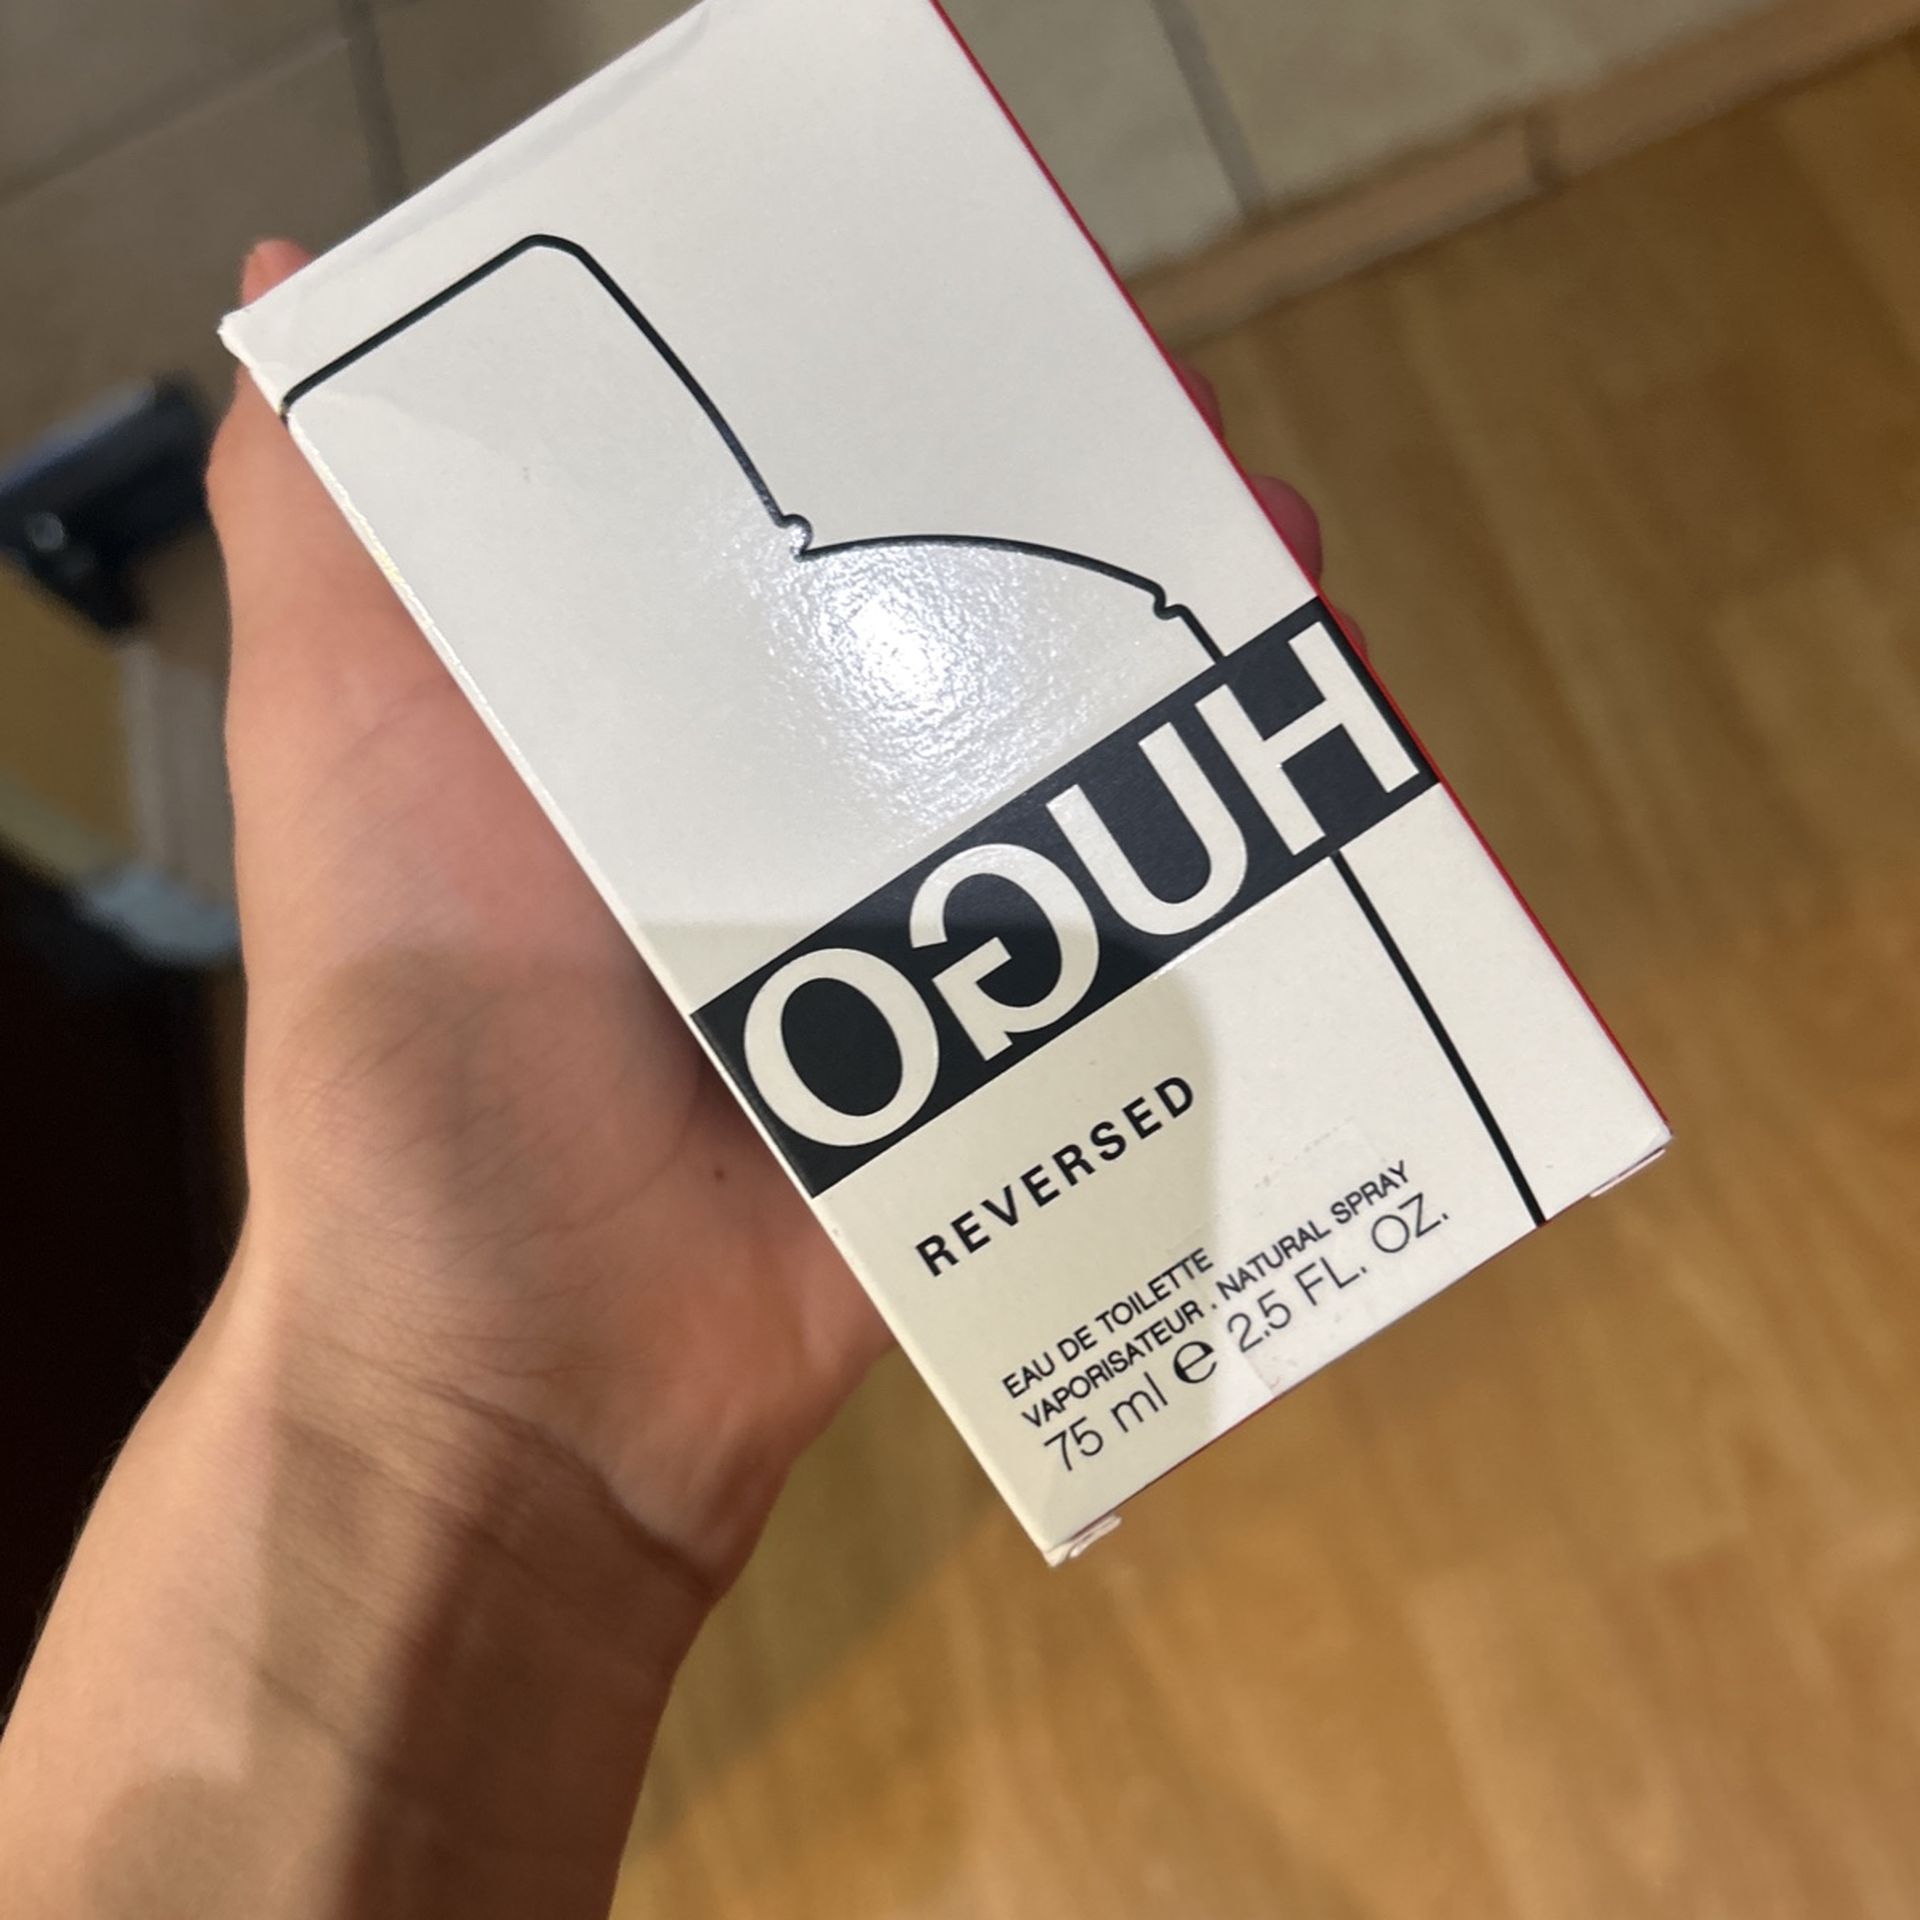 HUGO
REVERSED
EAU DE TOILETTE
VAPORISATEUR . NATURAL SPRAY
75 ml ℮ 2.5 FL. OZ.